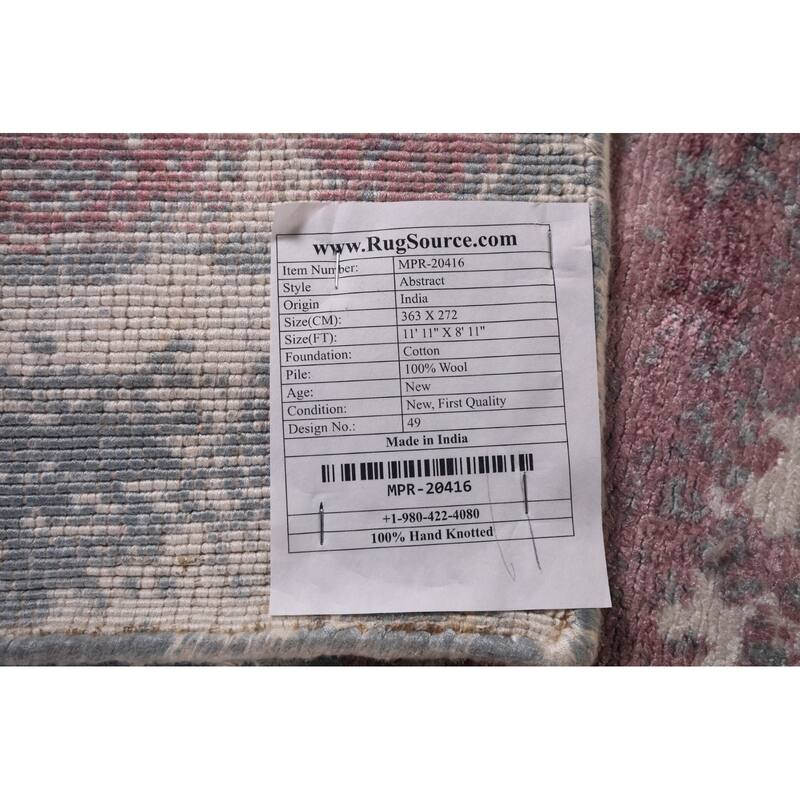 www.RugSource.com
Item Number: MPR-20416
Style Abstract
Origin India
Size(CM): 363 X 272
Size(FT): 11' 11" X 8' 11"
Foundation: Cotton
Pile: 100% Wool
Age: New
Condition: New, First Quality
Design No.: 49
Made in India
MPR-20416
+1-980-422-4080
100% Hand Knotted